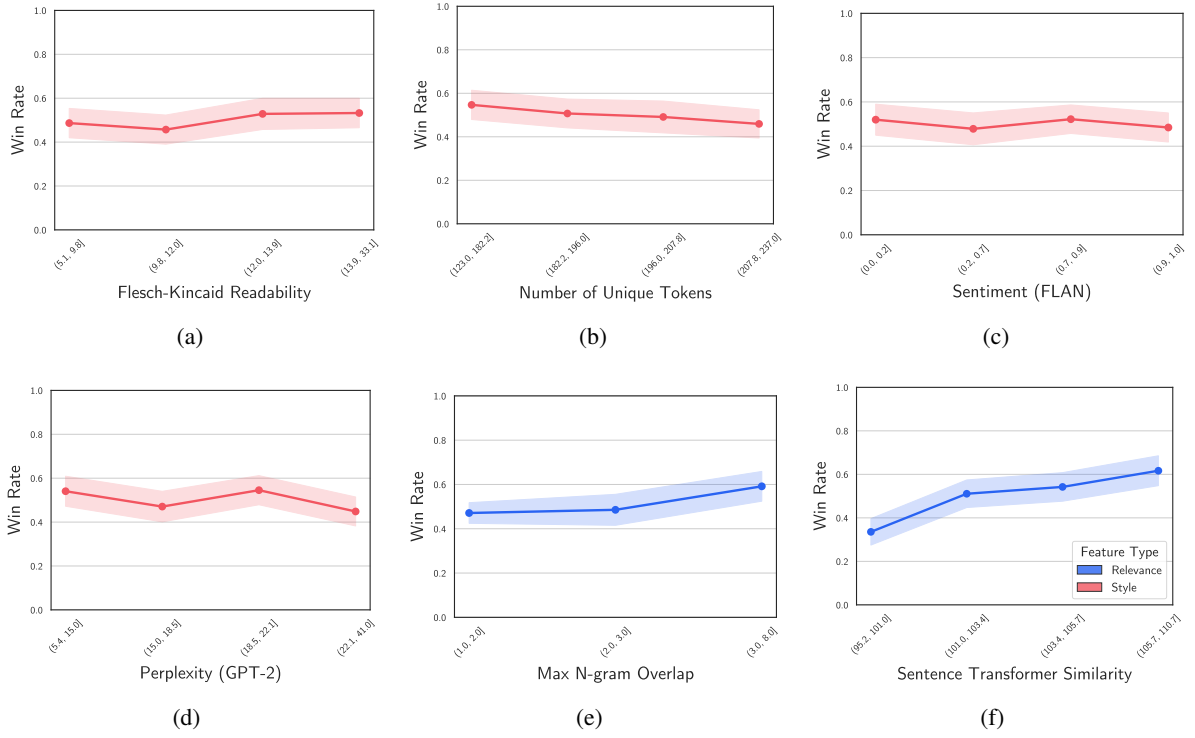 1.0
0.8
0.6
0.4
0.2
0.0
Win Rate
(5.1, 9.8]
(9.8, 12.0]
(12.0, 13.9]
(13.9, 33.1]
Flesch-Kincaid Readability
(a)
1.0
0.8
0.6
0.4
0.2
0.0
Win Rate
(123.0, 182.2]
(182.2, 196.0]
(196.0, 207.8]
(207.8, 237.0]
Number of Unique Tokens
(b)
1.0
0.8
0.6
0.4
0.2
0.0
Win Rate
(0.0, 0.2]
(0.2, 0.7]
(0.7, 0.9]
(0.9, 1.0]
Sentiment (FLAN)
(c)
1.0
0.8
0.6
0.4
0.2
0.0
Win Rate
(5.4, 15.0]
(15.0, 18.5]
(18.5, 22.1]
(22.1, 41.0]
Perplexity (GPT-2)
(d)
1.0
0.8
0.6
0.4
0.2
0.0
Win Rate
(1.0, 2.0]
(2.0, 3.0]
(3.0, 8.0]
Max N-gram Overlap
(e)
1.0
0.8
0.6
0.4
0.2
0.0
Win Rate
Feature Type
Relevance
Style
(95.2, 101.0]
(101.0, 103.4]
(103.4, 105.7]
(105.7, 110.7]
Sentence Transformer Similarity
(f)